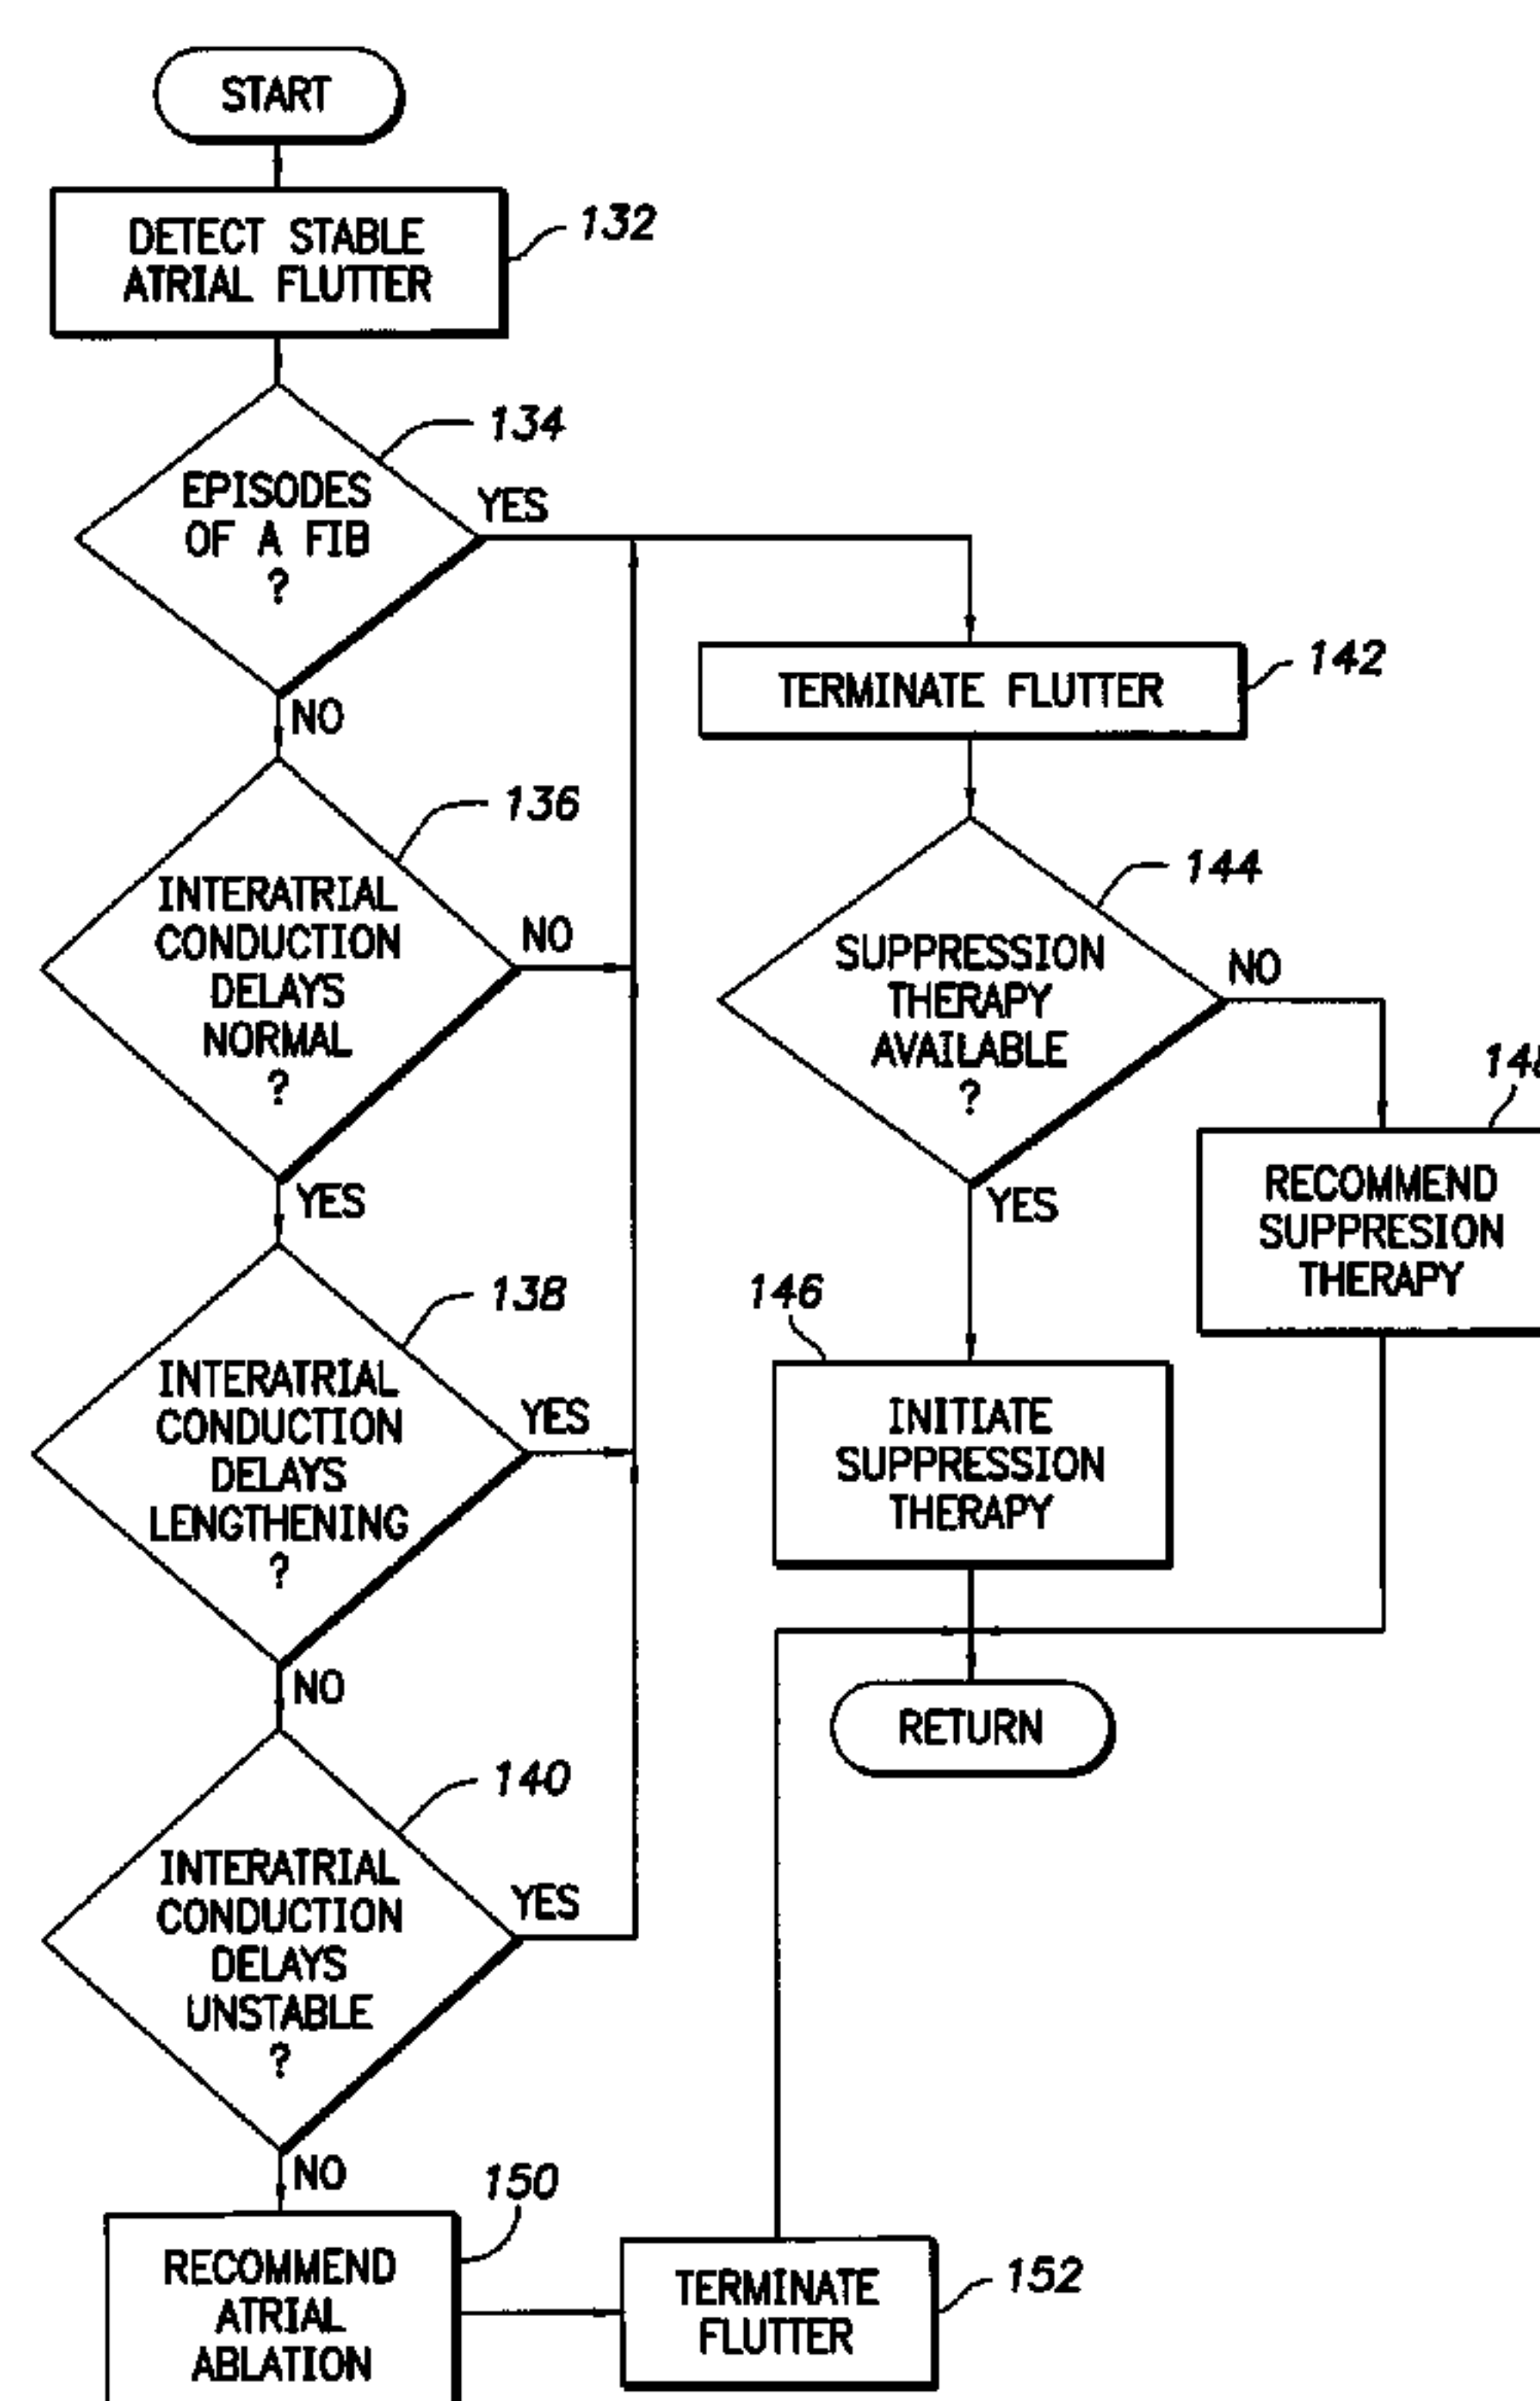 START
DETECT STABLE
ATRIAL FLUTTER
132
134
EPISODES
OF A FIB
?
YES
NO
136
INTERATRIAL
CONDUCTION
DELAYS
NORMAL
?
NO
YES
138
INTERATRIAL
CONDUCTION
DELAYS
LENGTHENING
?
YES
NO
140
INTERATRIAL
CONDUCTION
DELAYS
UNSTABLE
?
YES
NO
150
RECOMMEND
ATRIAL
ABLATION
TERMINATE
FLUTTER
152
TERMINATE FLUTTER
142
144
SUPPRESSION
THERAPY
AVAILABLE
?
NO
YES
RECOMMEND
SUPPRESION
THERAPY
146
INITIATE
SUPPRESSION
THERAPY
RETURN